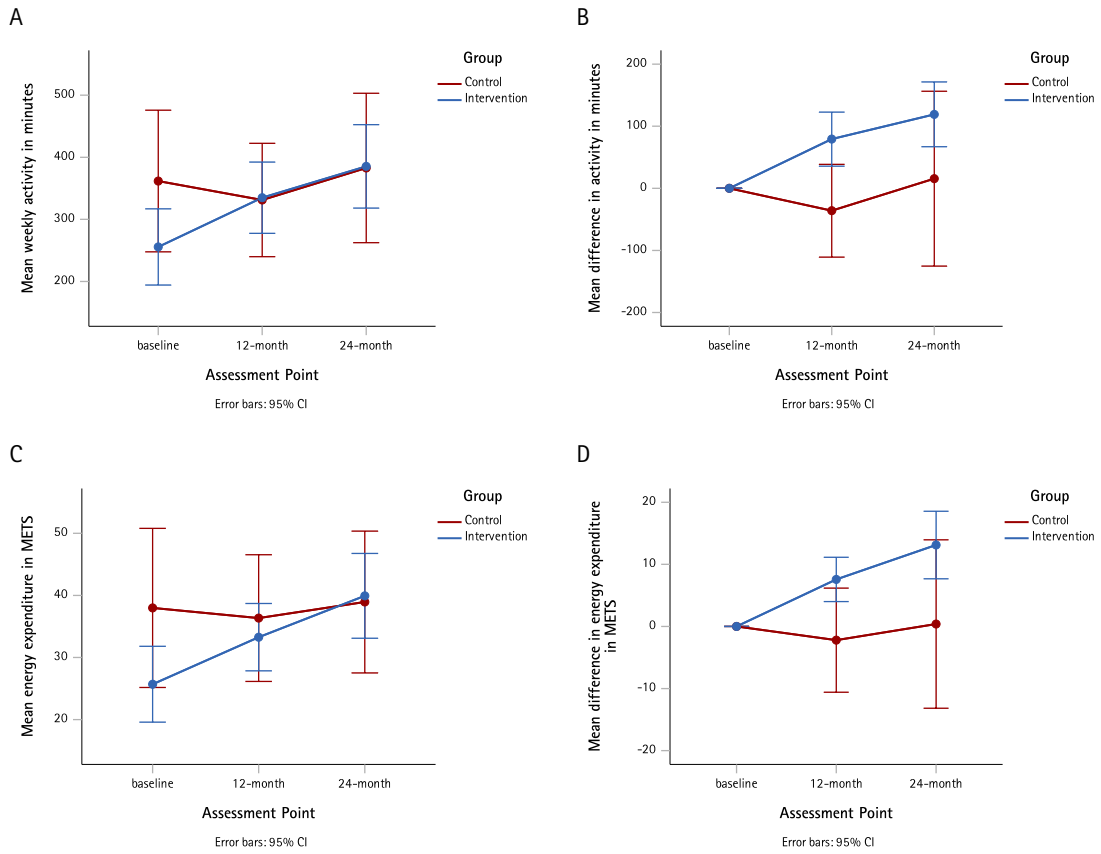 A
Mean weekly activity in minutes
500
400
300
200
baseline
12-month
24-month
Assessment Point
Error bars: 95% CI
Group
Control
Intervention
B
Mean difference in activity in minutes
200
100
0
-100
-200
baseline
12-month
24-month
Assessment Point
Error bars: 95% CI
Group
Control
Intervention
C
Mean energy expenditure in METS
50
40
30
20
baseline
12-month
24-month
Assessment Point
Error bars: 95% CI
Group
Control
Intervention
D
Mean difference in energy expenditure
in METS
20
10
0
-10
-20
baseline
12-month
24-month
Assessment Point
Error bars: 95% CI
Group
Control
Intervention